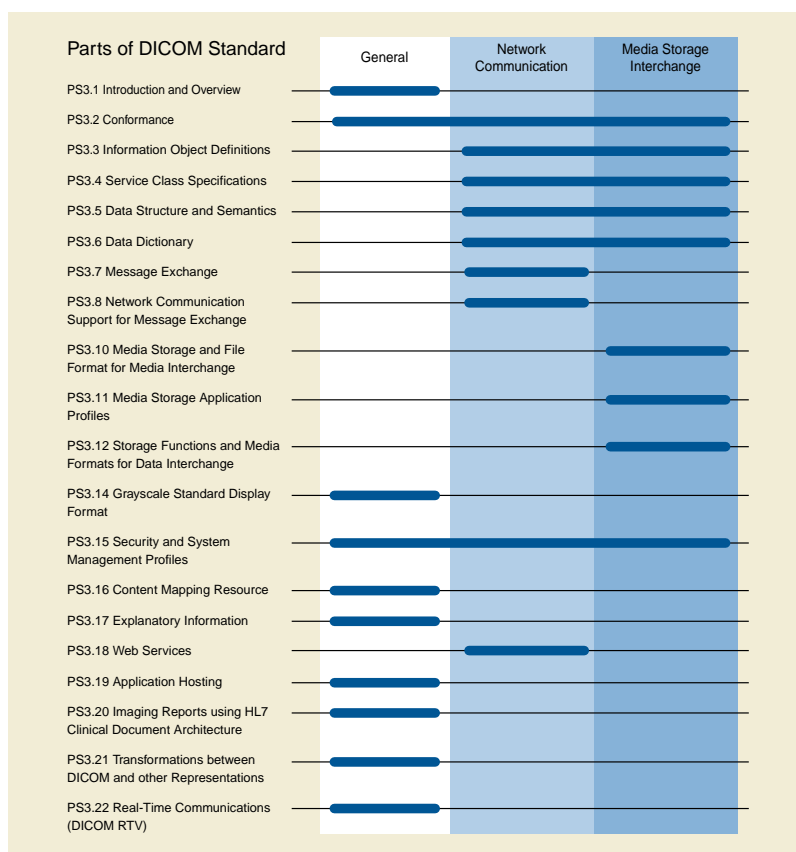 Parts of DICOM Standard
General
Network
Communication
Media Storage
Interchange
PS3.1 Introduction and Overview
PS3.2 Conformance
PS3.3 Information Object Definitions
PS3.4 Service Class Specifications
PS3.5 Data Structure and Semantics
PS3.6 Data Dictionary
PS3.7 Message Exchange
PS3.8 Network Communication
Support for Message Exchange
PS3.10 Media Storage and File
Format for Media Interchange
PS3.11 Media Storage Application
Profiles
PS3.12 Storage Functions and Media
Formats for Data Interchange
PS3.14 Grayscale Standard Display
Format
PS3.15 Security and System
Management Profiles
PS3.16 Content Mapping Resource
PS3.17 Explanatory Information
PS3.18 Web Services
PS3.19 Application Hosting
PS3.20 Imaging Reports using HL7
Clinical Document Architecture
PS3.21 Transformations between
DICOM and other Representations
PS3.22 Real-Time Communications
(DICOM RTV)